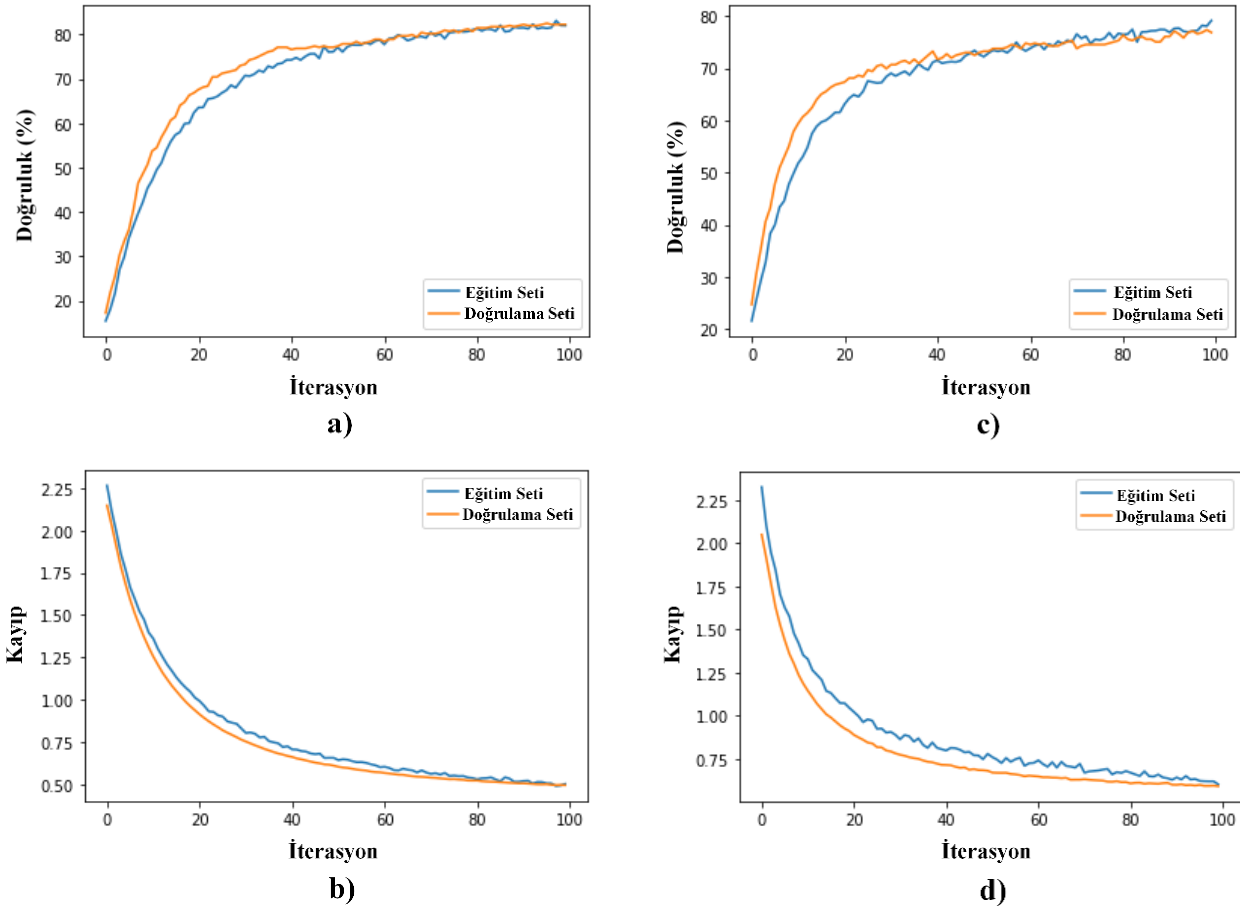 80
70
60
50
40
30
20
Doğruluk (%)
Eğitim Seti
Doğrulama Seti
0 20 40 60 80 100
İterasyon
a)
80
70
60
50
40
30
20
Doğruluk (%)
Eğitim Seti
Doğrulama Seti
0 20 40 60 80 100
İterasyon
c)
2.25
2.00
1.75
1.50
1.25
1.00
0.75
0.50
Kayıp
Eğitim Seti
Doğrulama Seti
0 20 40 60 80 100
İterasyon
b)
2.25
2.00
1.75
1.50
1.25
1.00
0.75
Kayıp
Eğitim Seti
Doğrulama Seti
0 20 40 60 80 100
İterasyon
d)